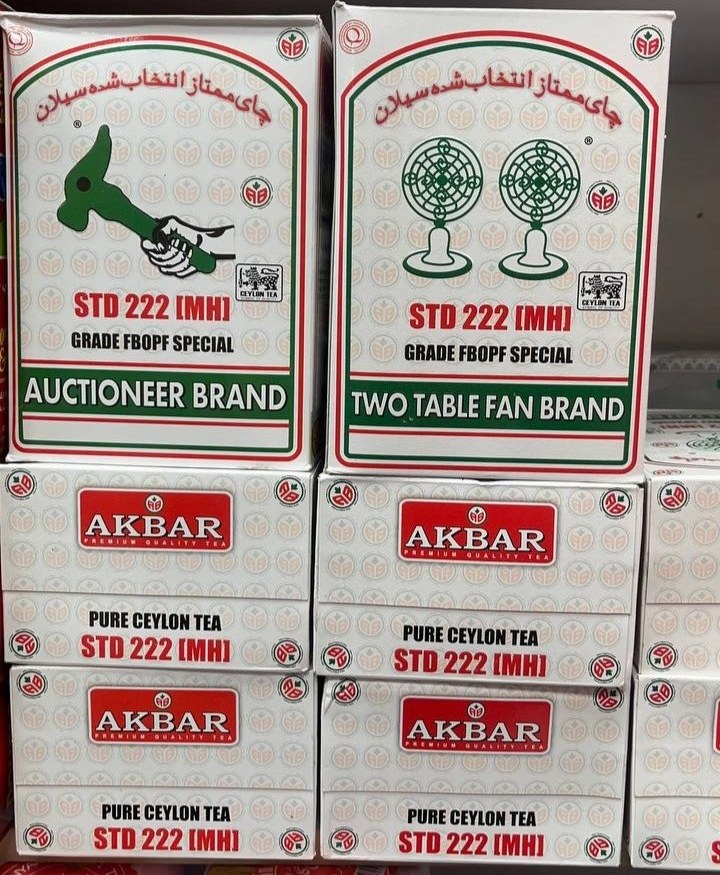 چای ممتاز انتخاب شده سیلان
®
AB
CEYLON TEA
STD 222 [MH]
GRADE FBOPF SPECIAL
AUCTIONEER BRAND
چای ممتاز انتخاب شده سیلان
®
AB
CEYLON TEA
STD 222 [MH]
GRADE FBOPF SPECIAL
TWO TABLE FAN BRAND
AKBAR
PREMIUM QUALITY TEA
PURE CEYLON TEA
STD 222 [MH]
AKBAR
PREMIUM QUALITY TEA
PURE CEYLON TEA
STD 222 [MH]
AKBAR
PREMIUM QUALITY TEA
PURE CEYLON TEA
STD 222 [MH]
AKBAR
PREMIUM QUALITY TEA
PURE CEYLON TEA
STD 222 [MH]